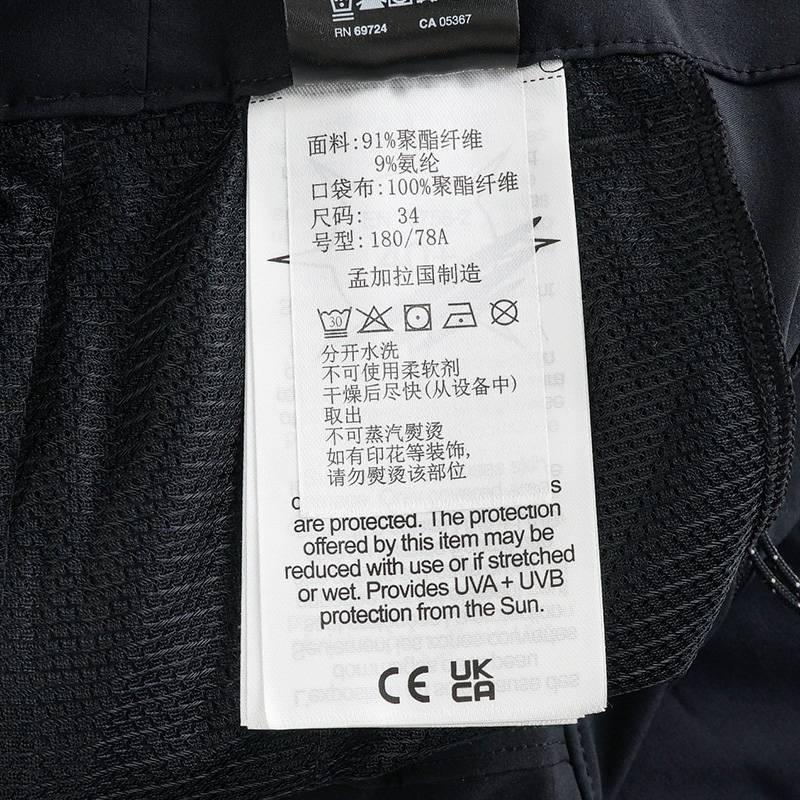 RN 69724 CA 05367
面料:91%聚酯纤维
9%氨纶
口袋布:100%聚酯纤维
尺码: 34
号型:180/78A
孟加拉国制造
30
分开水洗
不可使用柔软剂
干燥后尽快(从设备中)
取出
不可蒸汽熨烫
如有印花等装饰,
请勿熨烫该部位
are protected. The protection
offered by this item may be
reduced with use or if stretched
or wet. Provides UVA + UVB
protection from the Sun.
CE UK
CA